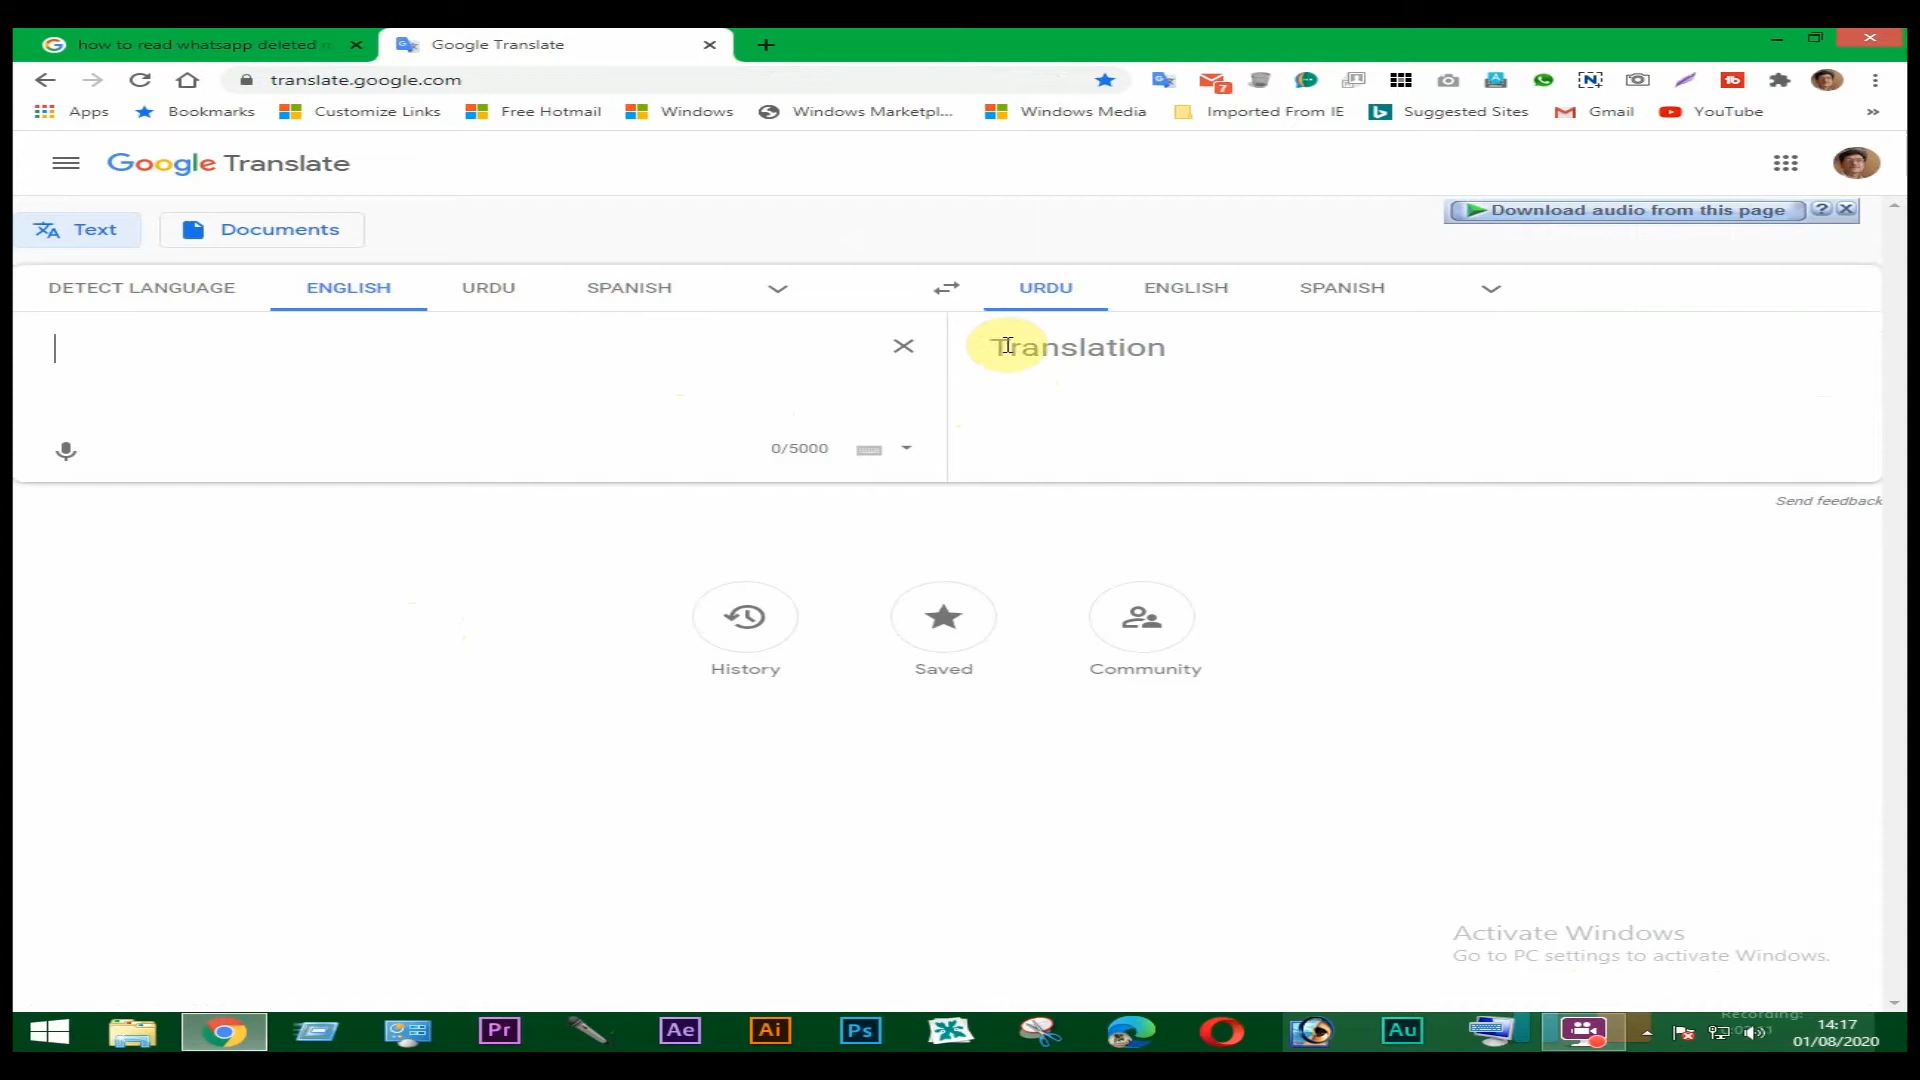 how to read whatsapp deleted
Google Translate
translate.google.com
7
Apps
Bookmarks
Customize Links
Free Hotmail
Windows
Windows Marketpl...
Windows Media
Imported From IE
Suggested Sites
Gmail
YouTube
»
Google Translate
Text
Documents
Download audio from this page
DETECT LANGUAGE
ENGLISH
URDU
SPANISH
URDU
ENGLISH
SPANISH
Translation
0/5000
Send feedback
History
Saved
Community
Activate Windows
Go to PC settings to activate Windows.
Pr
Ae
Ai
Ps
Au
Recording:
14:17
01/08/2020